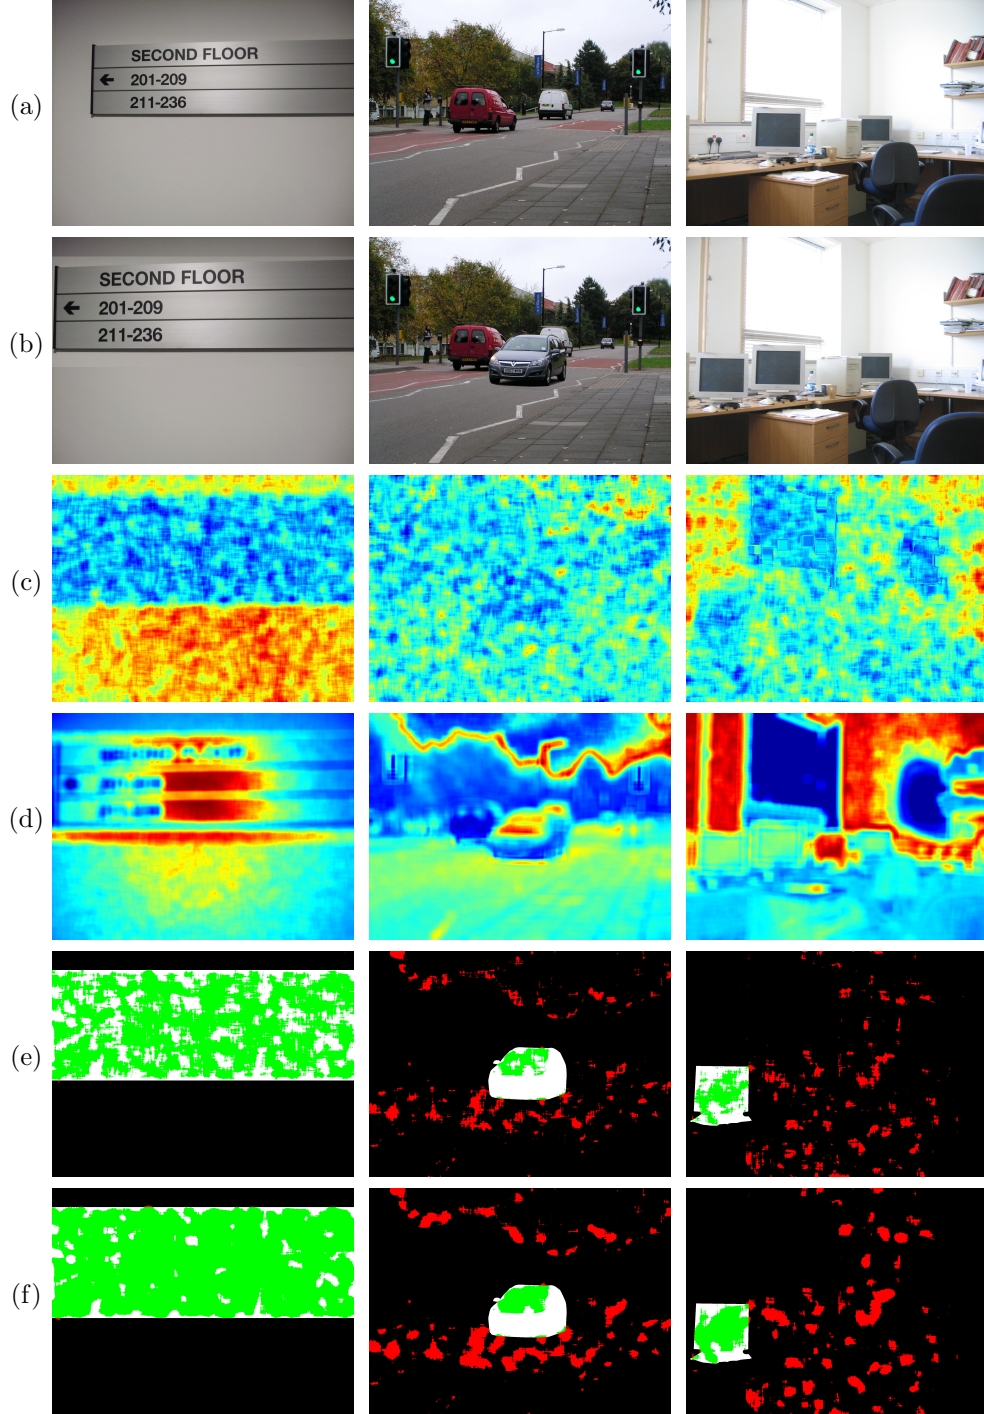 (a)
SECOND FLOOR
201-209
211-236
(b)
SECOND FLOOR
201-209
211-236
(c)
(d)
(e)
(f)